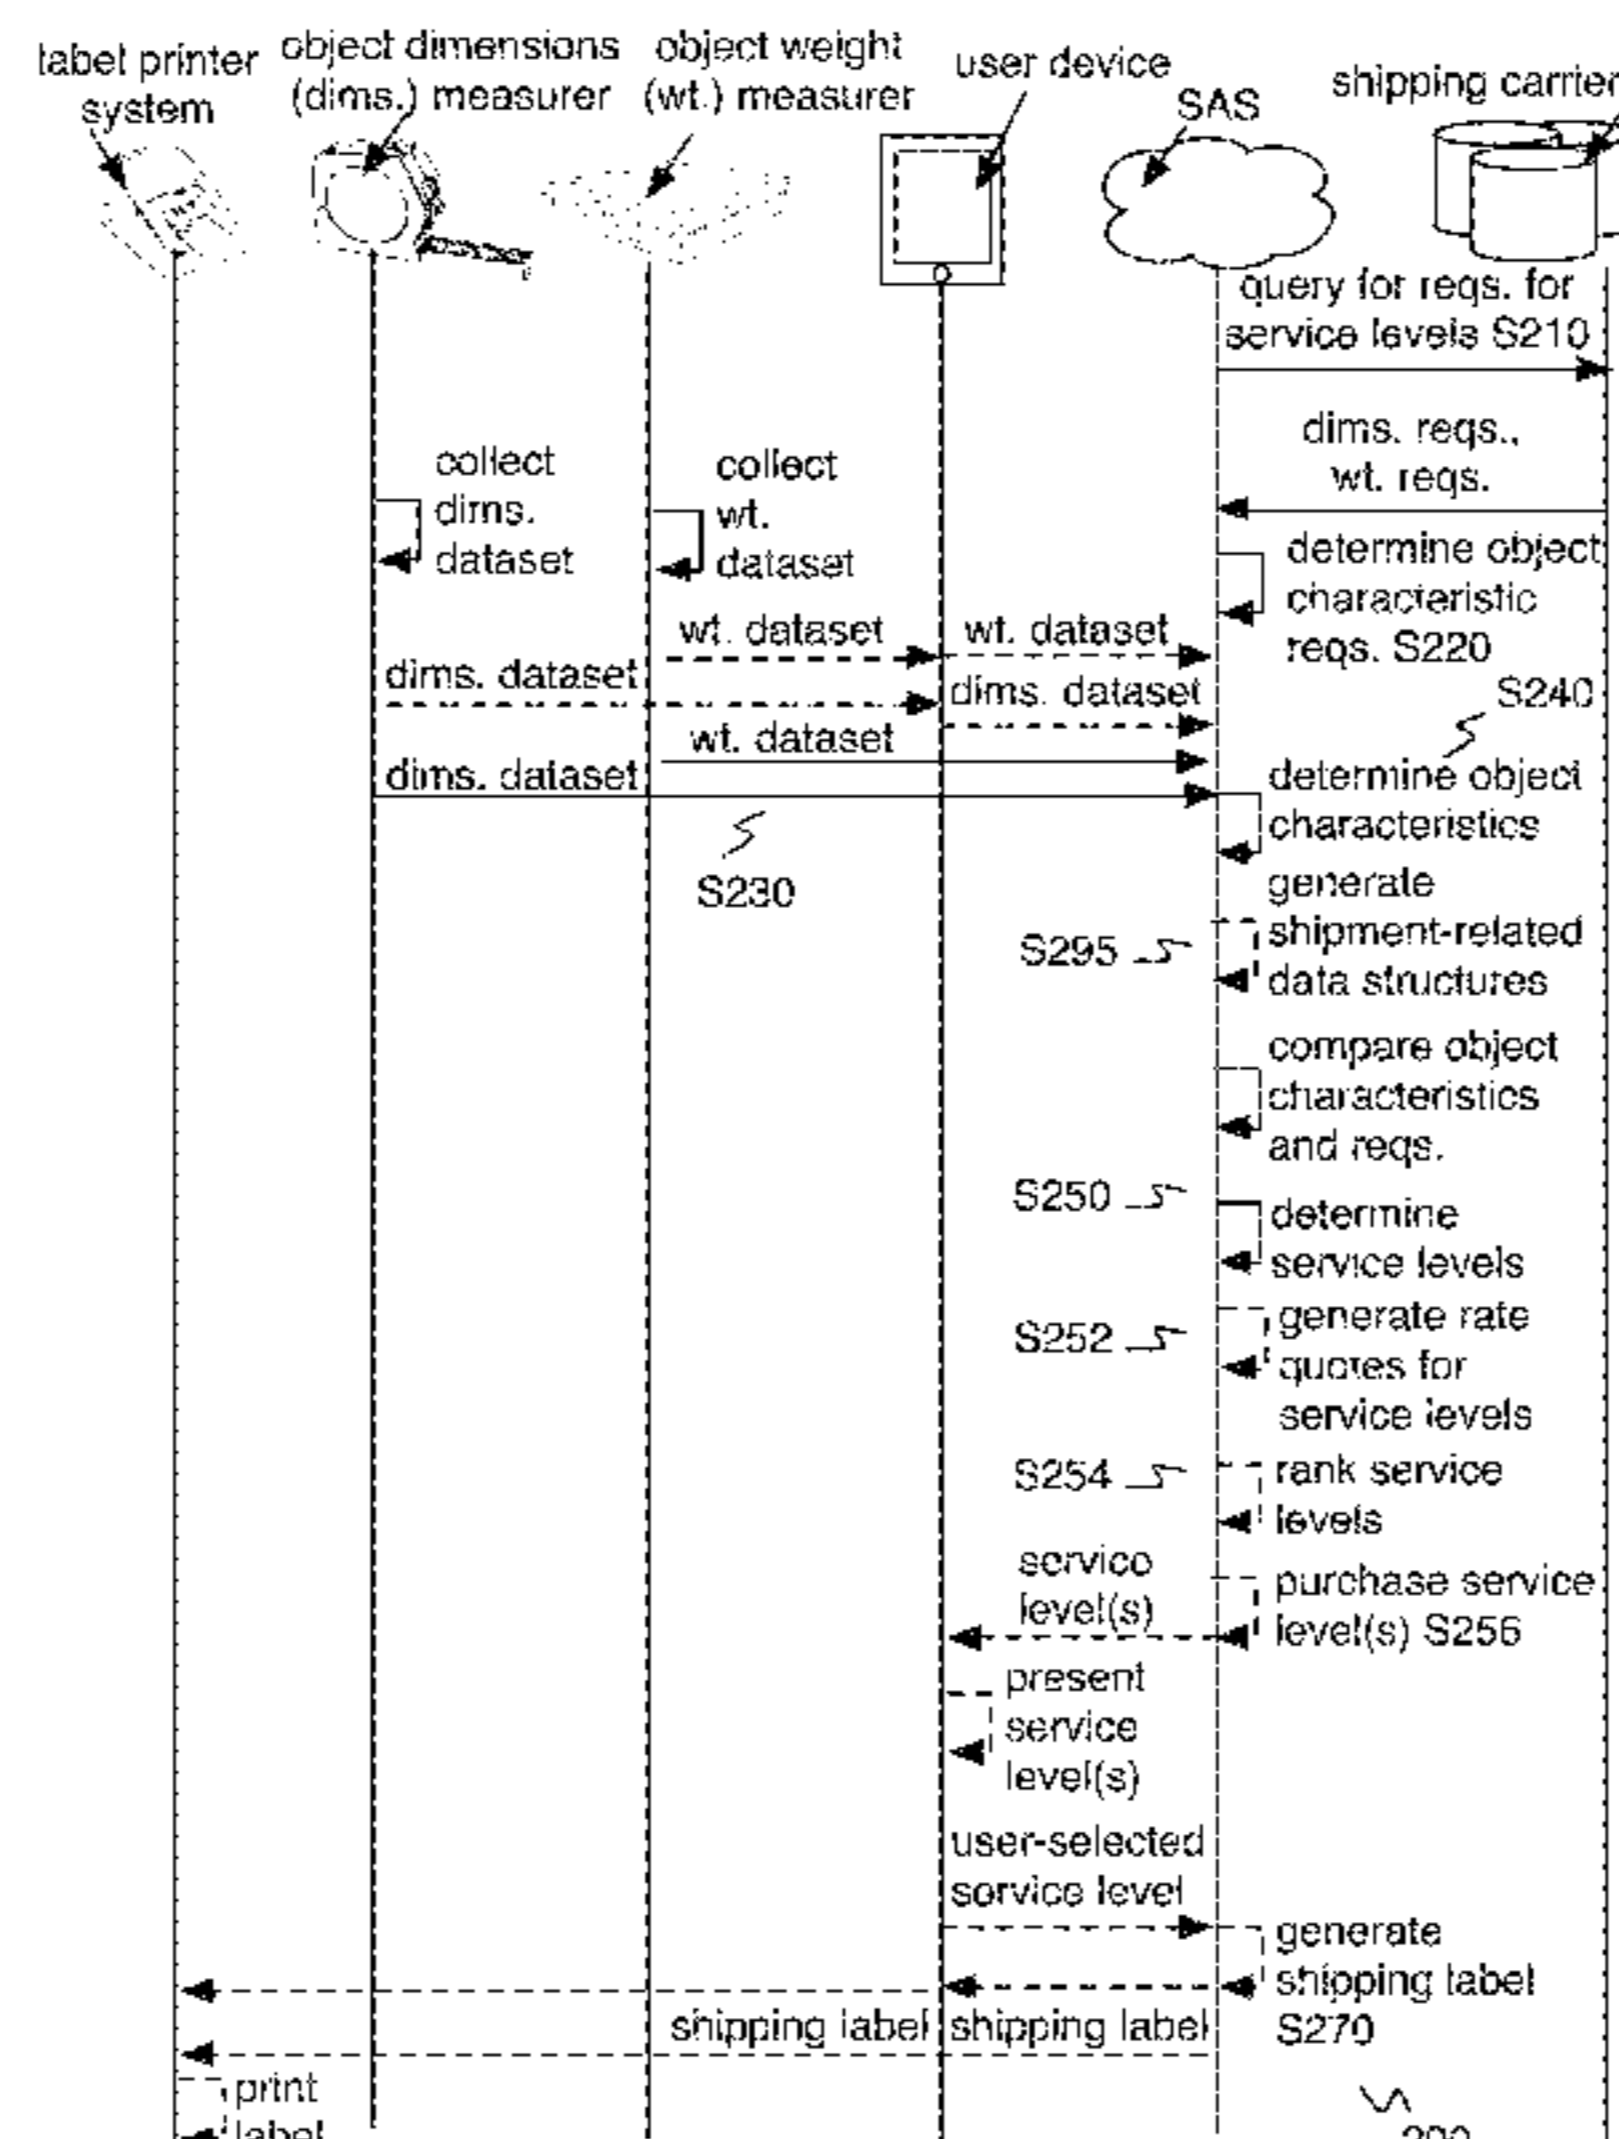 label printer
system
object dimensions
(dims.) measurer
object weight
(wt.) measurer
user device
SAS
shipping carrier
query for reqs. for
service levels S210
dims. reqs.,
wt. reqs.
collect
dims.
dataset
collect
wt.
dataset
determine object
characteristic
reqs. S220
wt. dataset
wt. dataset
dims. dataset
dims. dataset
S240
wt. dataset
dims. dataset
determine object
characteristics
S230
generate
shipment-related
data structures
S295
compare object
characteristics
and reqs.
S250
determine
service levels
S252
generate rate
quotes for
service levels
S254
rank service
levels
service
level(s)
purchase service
level(s) S256
present
service
level(s)
user-selected
service level
generate
shipping label
S270
shipping label
shipping label
print
label